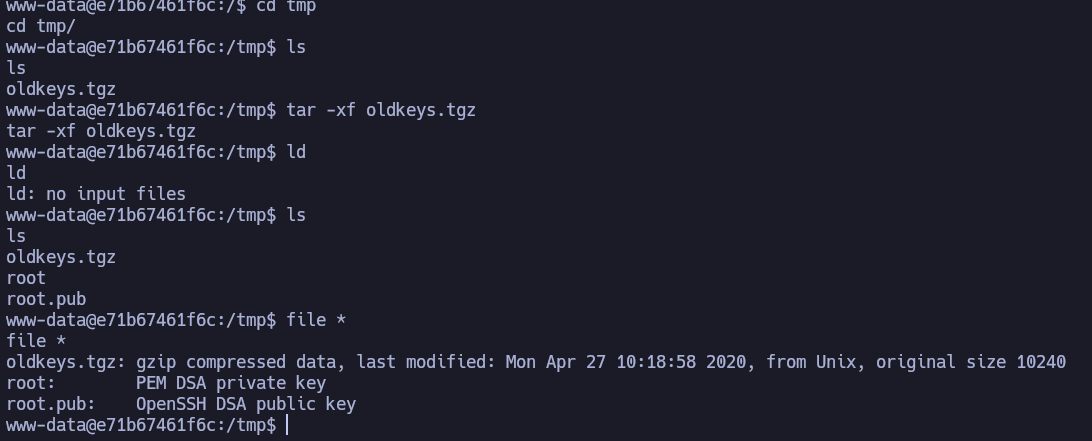 www-data@e71b67461f6c:/$ cd tmp
cd tmp/
www-data@e71b67461f6c:/tmp$ ls
ls
oldkeys.tgz
www-data@e71b67461f6c:/tmp$ tar -xf oldkeys.tgz
tar -xf oldkeys.tgz
www-data@e71b67461f6c:/tmp$ ld
ld
ld: no input files
www-data@e71b67461f6c:/tmp$ ls
ls
oldkeys.tgz
root
root.pub
www-data@e71b67461f6c:/tmp$ file *
file *
oldkeys.tgz: gzip compressed data, last modified: Mon Apr 27 10:18:58 2020, from Unix, original size 10240
root:        PEM DSA private key
root.pub:    OpenSSH DSA public key
www-data@e71b67461f6c:/tmp$